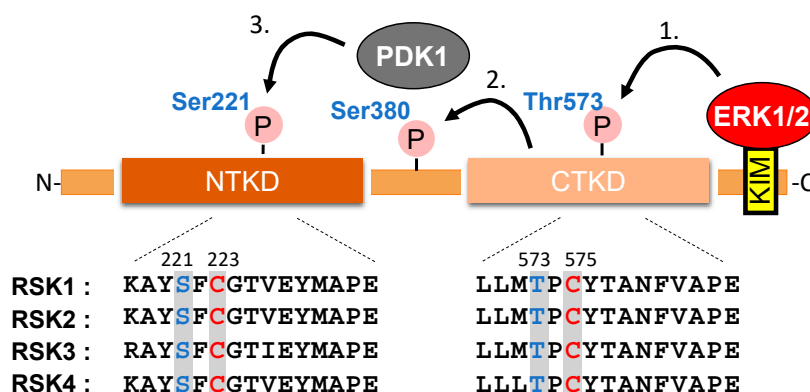 3.
1.
PDK1
2.
Ser221
Ser380
Thr573
ERK1/2
P
P
P
N-
NTKD
CTKD
KIM
-C
221 223
573 575
RSK1 : KAYSFCGTVEYMAPE LLMTPCYTANFVAPE
RSK2 : KAYSFCGTVEYMAPE LLMTPCYTANFVAPE
RSK3 : RAYSFCGTIEYMAPE LLMTPCYTANFVAPE
RSK4 : KAYSFCGTVEYMAPE LLLTPCYTANFVAPE